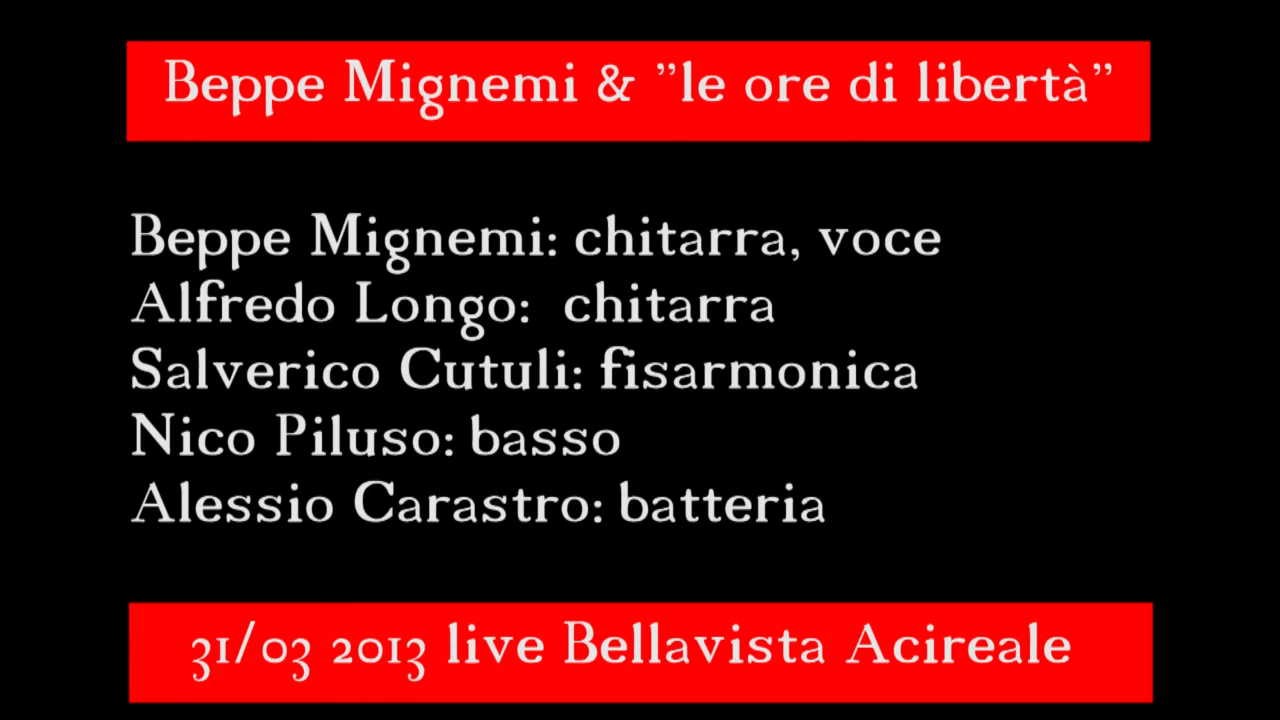 Beppe Mignemi & ”le ore di libertà”
Beppe Mignemi: chitarra, voce
Alfredo Longo:  chitarra
Salverico Cutuli: fisarmonica
Nico Piluso: basso
Alessio Carastro: batteria
31/03 2013 live Bellavista Acireale